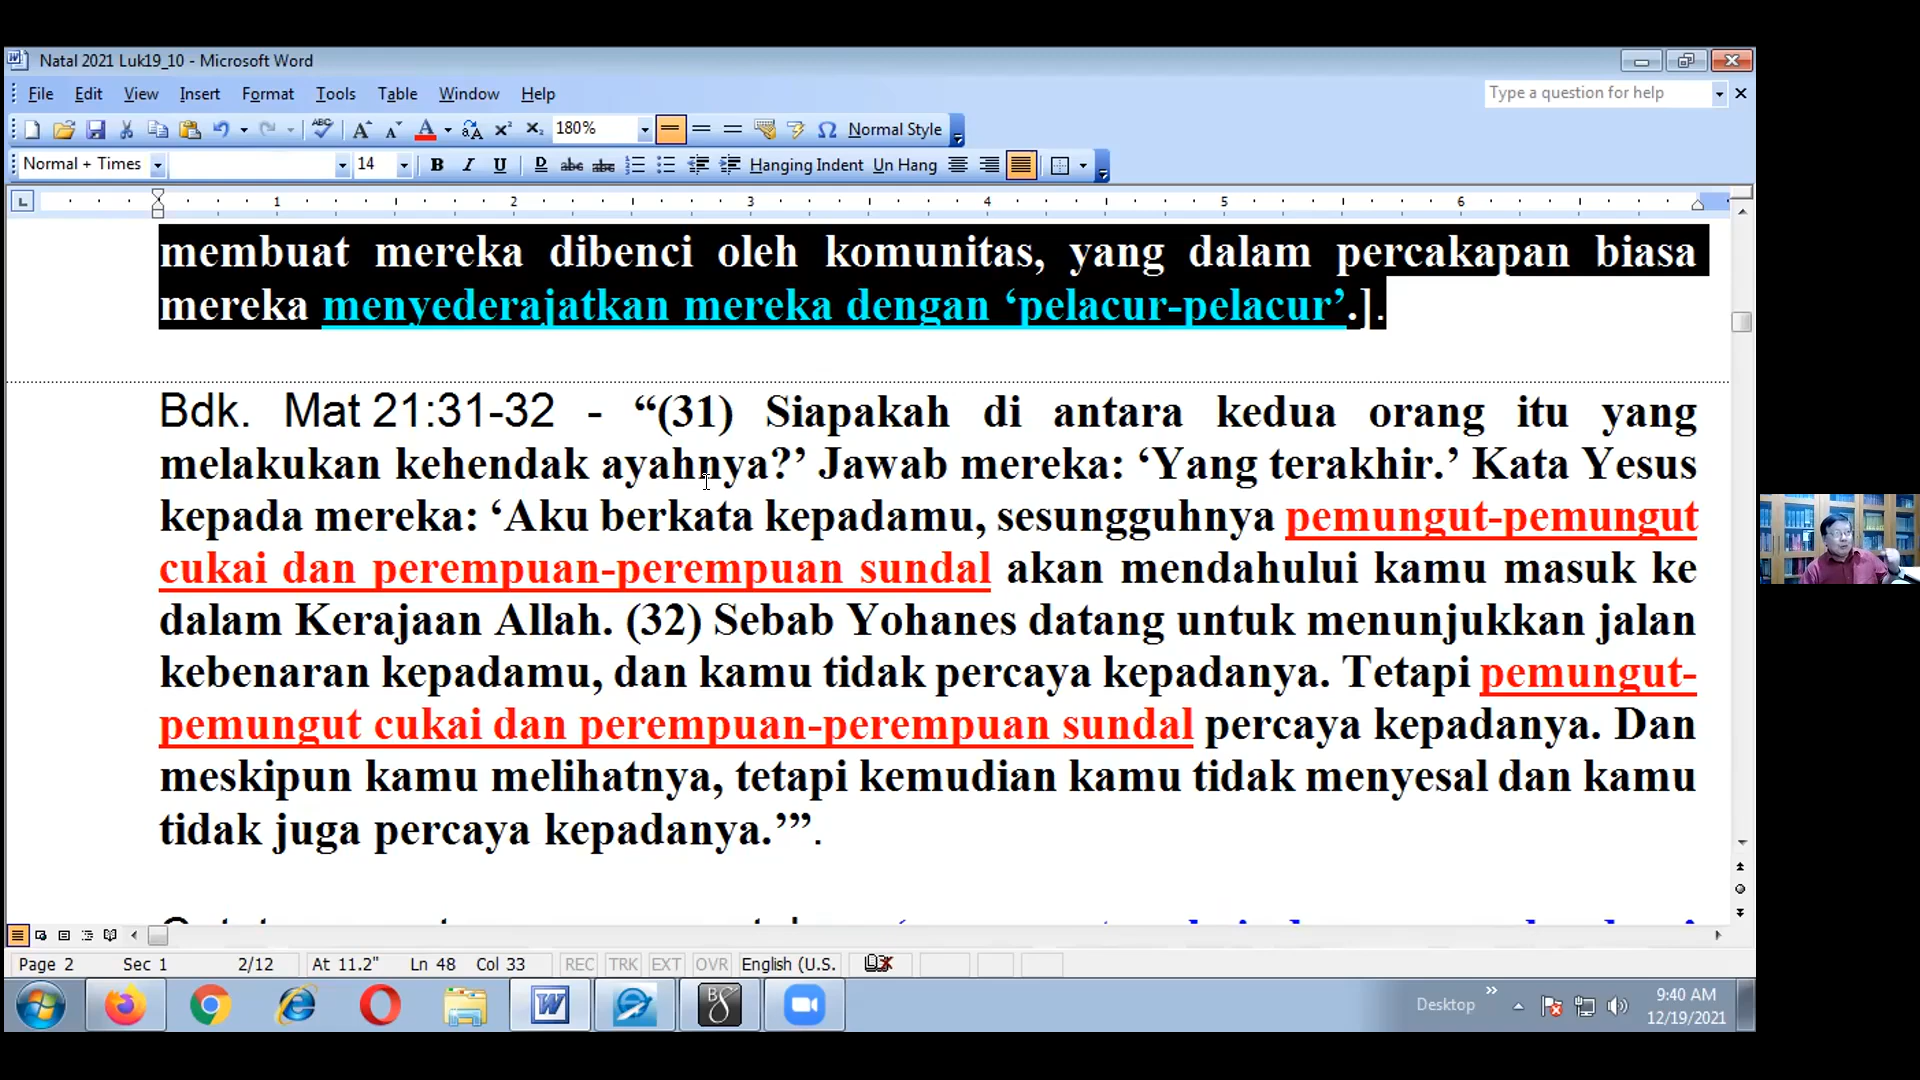 Natal 2021 Luk19_10 - Microsoft Word
File Edit View Insert Format Tools Table Window Help
Type a question for help
180%
Normal Style
Normal + Times
14
Hanging Indent Un Hang
1 2 3 4 5 6
membuat mereka dibenci oleh komunitas, yang dalam percakapan biasa
mereka menyederajatkan mereka dengan ‘pelacur-pelacur’.].
Bdk. Mat 21:31-32 - “(31) Siapakah di antara kedua orang itu yang
melakukan kehendak ayahnya?’ Jawab mereka: ‘Yang terakhir.’ Kata Yesus
kepada mereka: ‘Aku berkata kepadamu, sesungguhnya pemungut-pemungut
cukai dan perempuan-perempuan sundal akan mendahului kamu masuk ke
dalam Kerajaan Allah. (32) Sebab Yohanes datang untuk menunjukkan jalan
kebenaran kepadamu, dan kamu tidak percaya kepadanya. Tetapi pemungut-
pemungut cukai dan perempuan-perempuan sundal percaya kepadanya. Dan
meskipun kamu melihatnya, tetapi kemudian kamu tidak menyesal dan kamu
tidak juga percaya kepadanya.’”.
Page 2 Sec 1 2/12 At 11.2" Ln 48 Col 33 REC TRK EXT OVR English (U.S.
Desktop
9:40 AM
12/19/2021